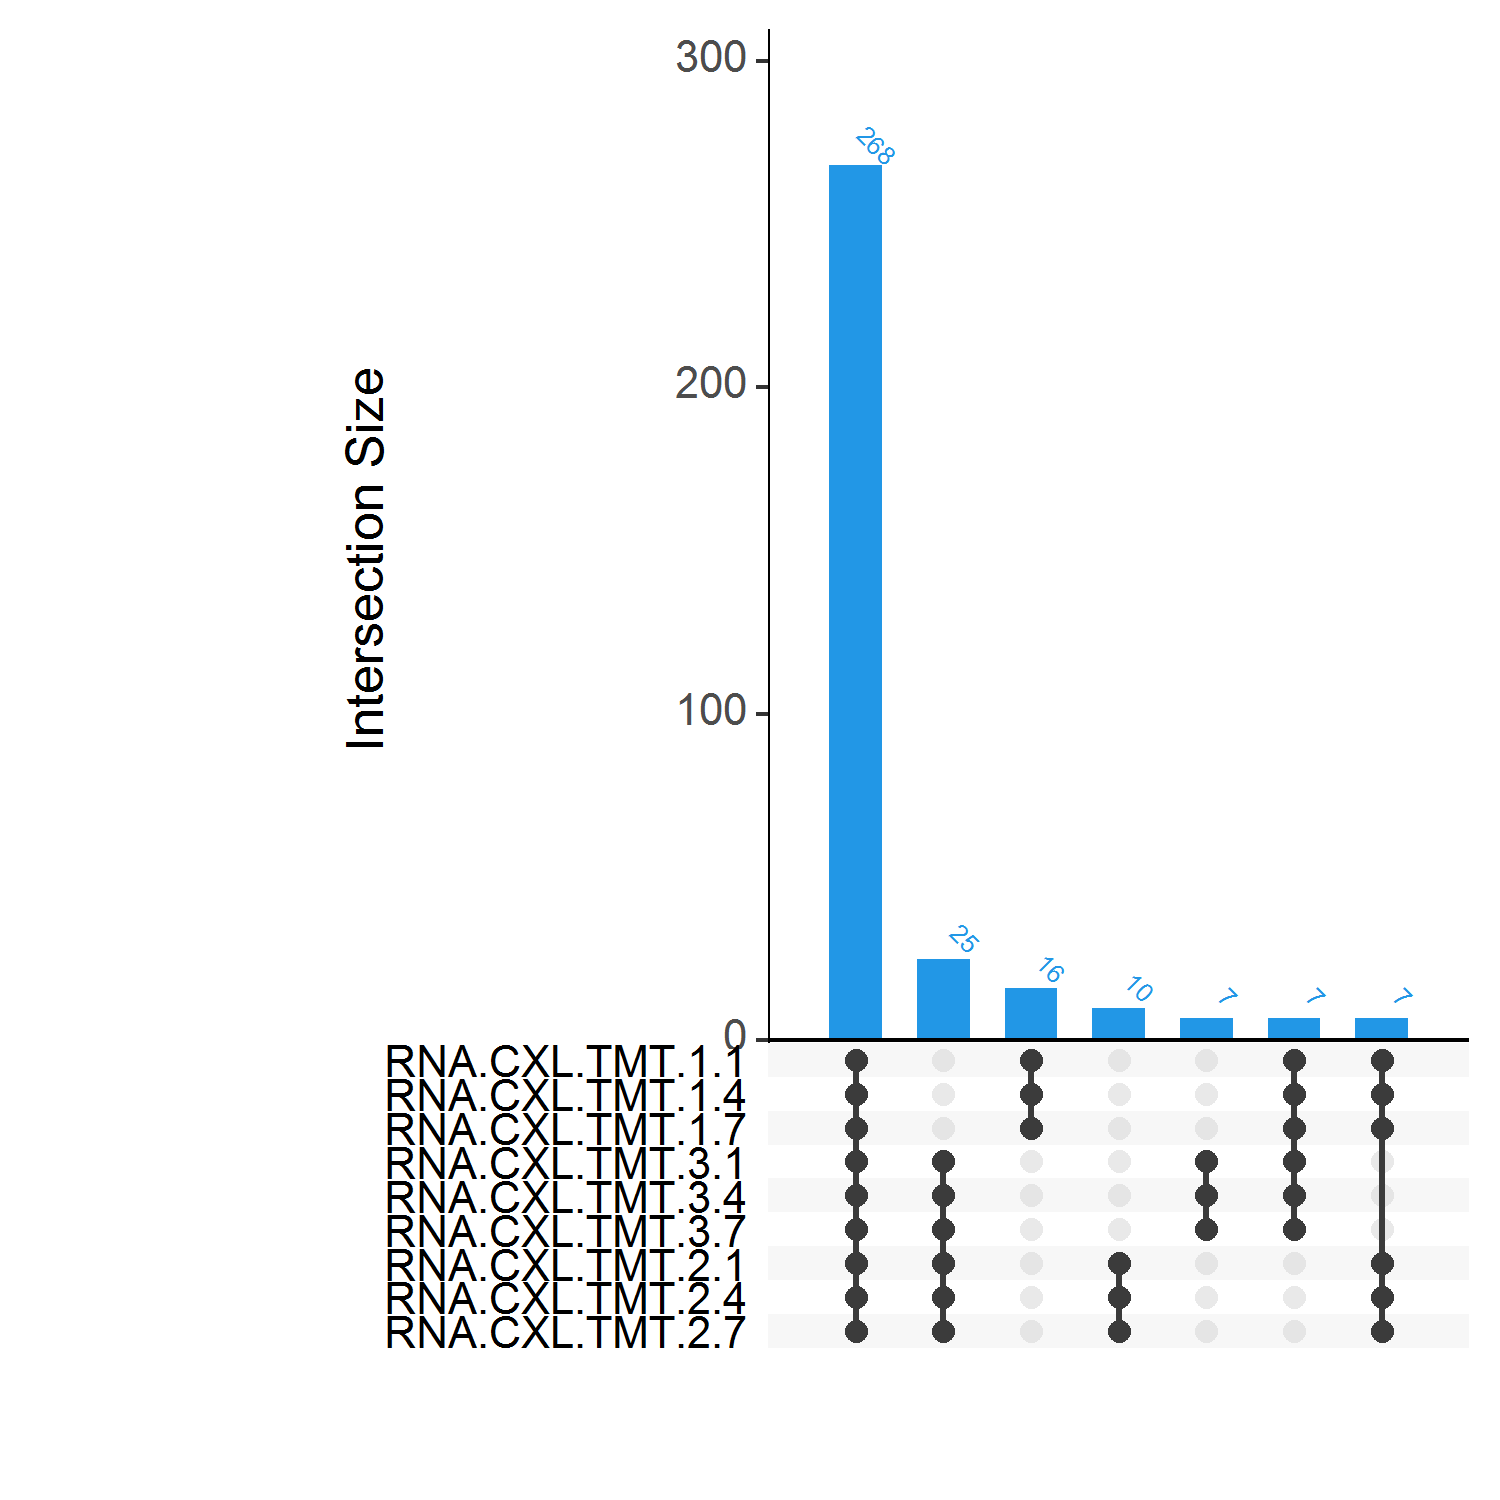 300
268
200
Intersection Size
100
25
16
10
7
7
7
0
RNA.CXL.TMT.1.1
RNA.CXL.TMT.1.4
RNA.CXL.TMT.1.7
RNA.CXL.TMT.3.1
RNA.CXL.TMT.3.4
RNA.CXL.TMT.3.7
RNA.CXL.TMT.2.1
RNA.CXL.TMT.2.4
RNA.CXL.TMT.2.7